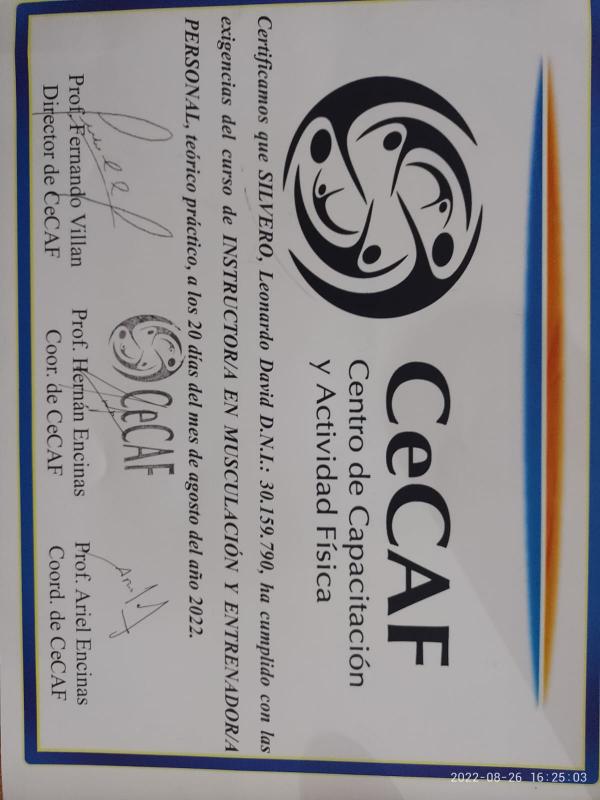 CeCAF
Centro de Capacitación
y Actividad Física
Certificamos que SILVERO, Leonardo David D.N.I.: 30.159.790, ha cumplido con las
exigencias del curso de INSTRUCTOR/A EN MUSCULACIÓN Y ENTRENADOR/A
PERSONAL, teórico práctico, a los 20 días del mes de agosto del año 2022.
CeCAF
Prof. Fernando Villan
Director de CeCAF
Prof. Hernán Encinas
Coor. de CeCAF
Prof. Ariel Encinas
Coord. de CeCAF
2022-08-26 16:25:03